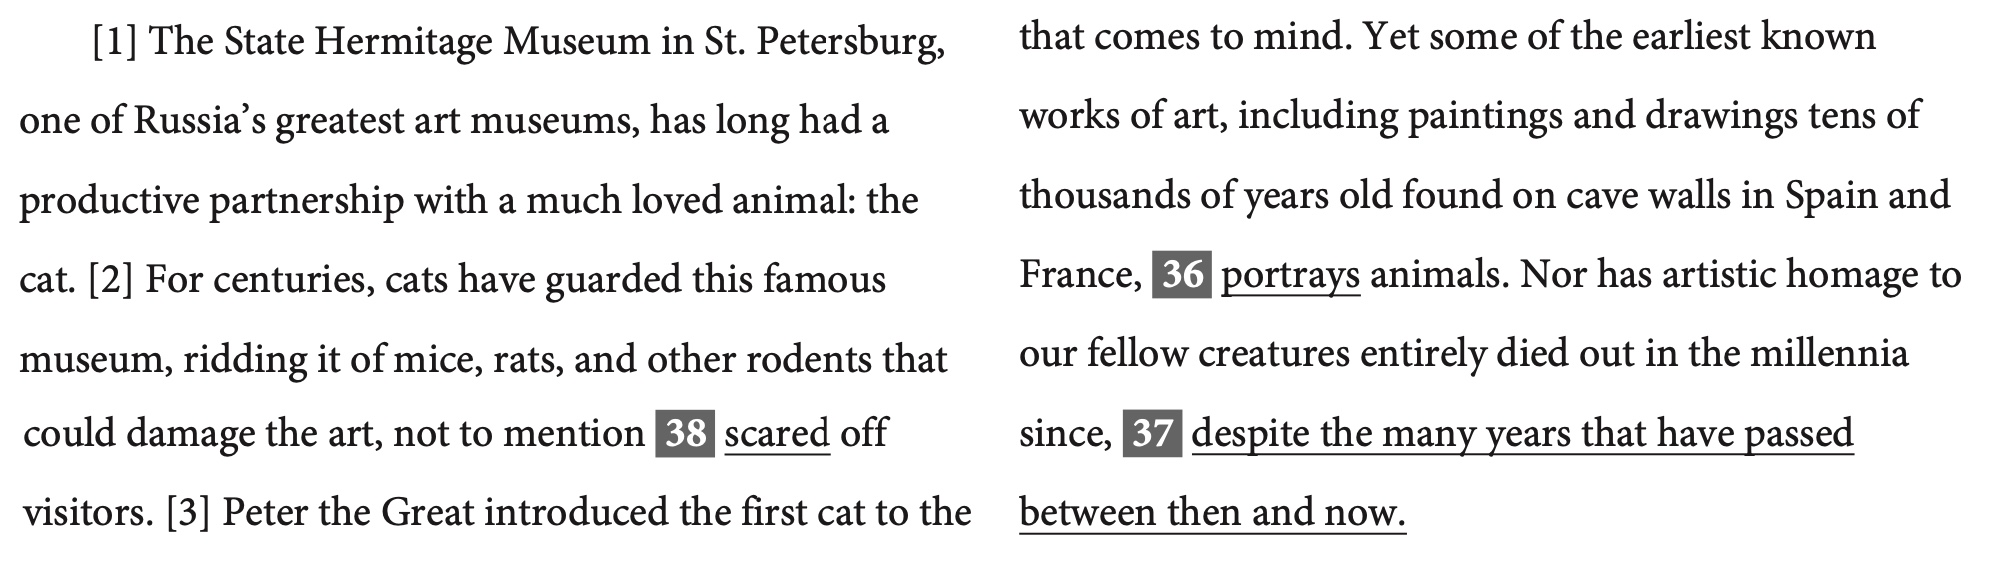 [1] The State Hermitage Museum in St. Petersburg,
one of Russia’s greatest art museums, has long had a
productive partnership with a much loved animal: the
cat. [2] For centuries, cats have guarded this famous
museum, ridding it of mice, rats, and other rodents that
could damage the art, not to mention 38 scared off
visitors. [3] Peter the Great introduced the first cat to the
that comes to mind. Yet some of the earliest known
works of art, including paintings and drawings tens of
thousands of years old found on cave walls in Spain and
France, 36 portrays animals. Nor has artistic homage to
our fellow creatures entirely died out in the millennia
since, 37 despite the many years that have passed
between then and now.